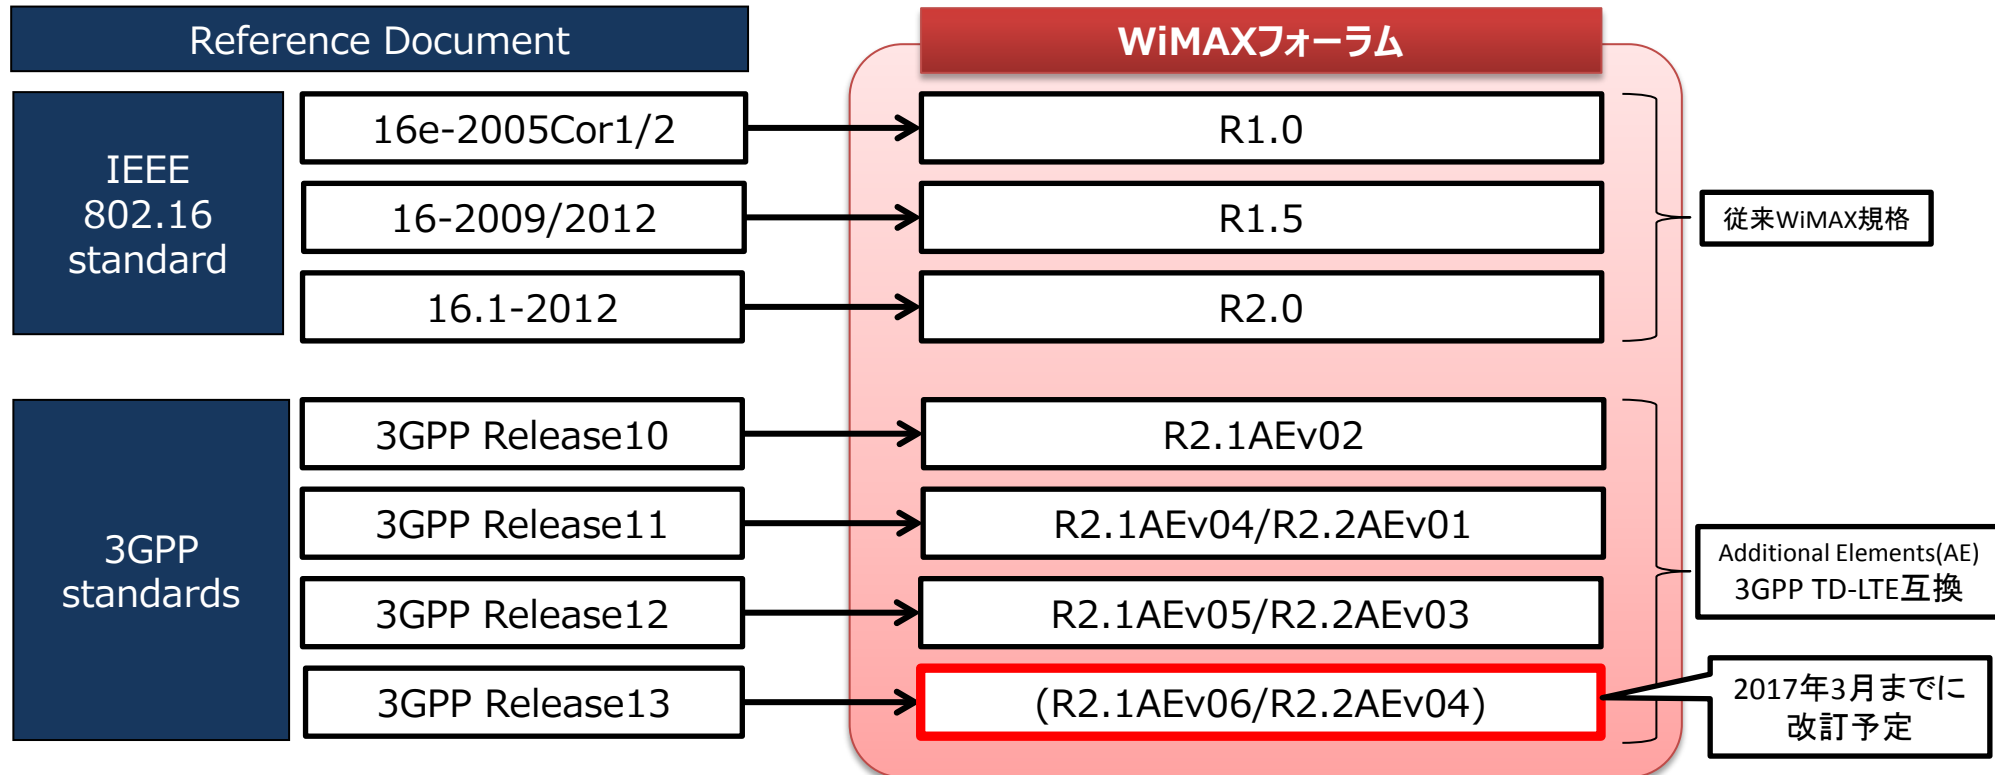 Reference Document
WiMAXフォーラム
IEEE
802.16
standard
16e-2005Cor1/2
R1.0
16-2009/2012
R1.5
16.1-2012
R2.0
従来WiMAX規格
3GPP
standards
3GPP Release10
R2.1AEv02
3GPP Release11
R2.1AEv04/R2.2AEv01
3GPP Release12
R2.1AEv05/R2.2AEv03
3GPP Release13
(R2.1AEv06/R2.2AEv04)
Additional Elements(AE)
3GPP TD-LTE互換
2017年3月までに
改訂予定